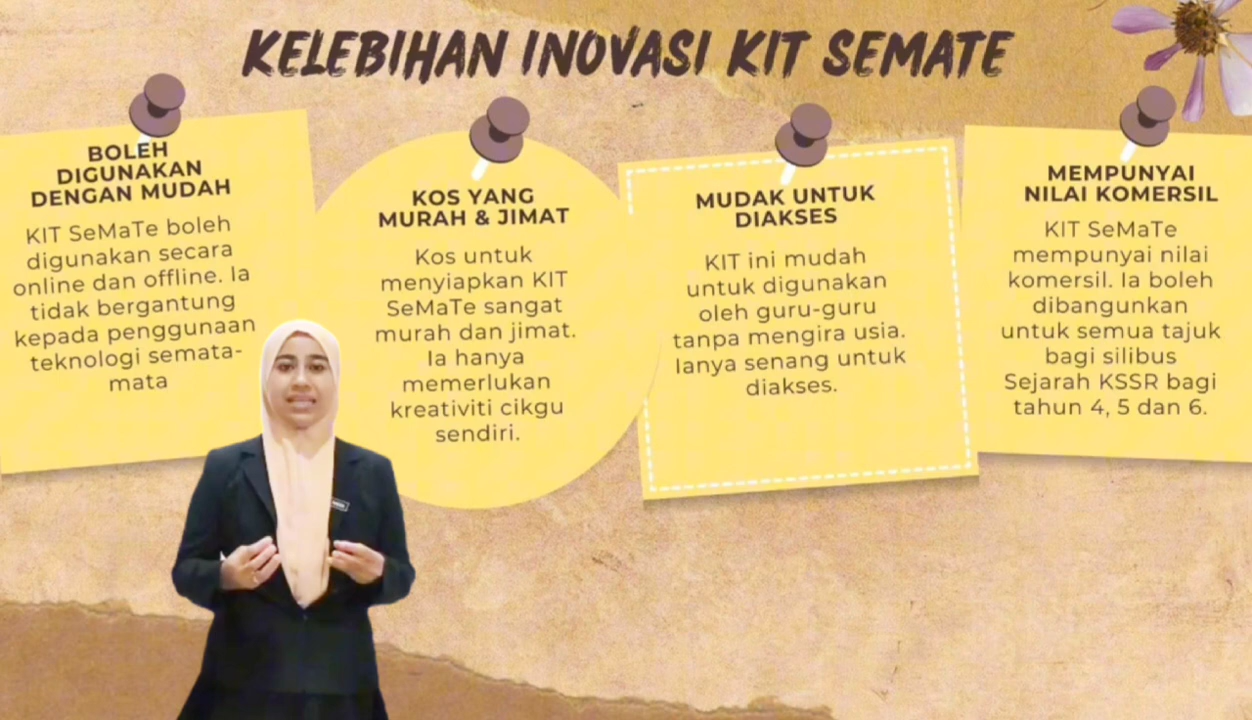 KELEBIHAN INOVASI KIT SEMATE
BOLEH
DIGUNAKAN
DENGAN MUDAH
KIT SeMaTe boleh
digunakan secara
online dan offline. Ia
tidak bergantung
kepada penggunaan
teknologi semata-
mata
KOS YANG
MURAH & JIMAT
Kos untuk
menyiapkan KIT
SeMaTe sangat
murah dan jimat.
Ia hanya
memerlukan
kreativiti cikgu
sendiri.
MUDAK UNTUK
DIAKSES
KIT ini mudah
untuk digunakan
oleh guru-guru
tanpa mengira usia.
Ianya senang untuk
diakses.
MEMPUNYAI
NILAI KOMERSIL
KIT SeMaTe
mempunyai nilai
komersil. Ia boleh
dibangunkan
untuk semua tajuk
bagi silibus
Sejarah KSSR bagi
tahun 4, 5 dan 6.